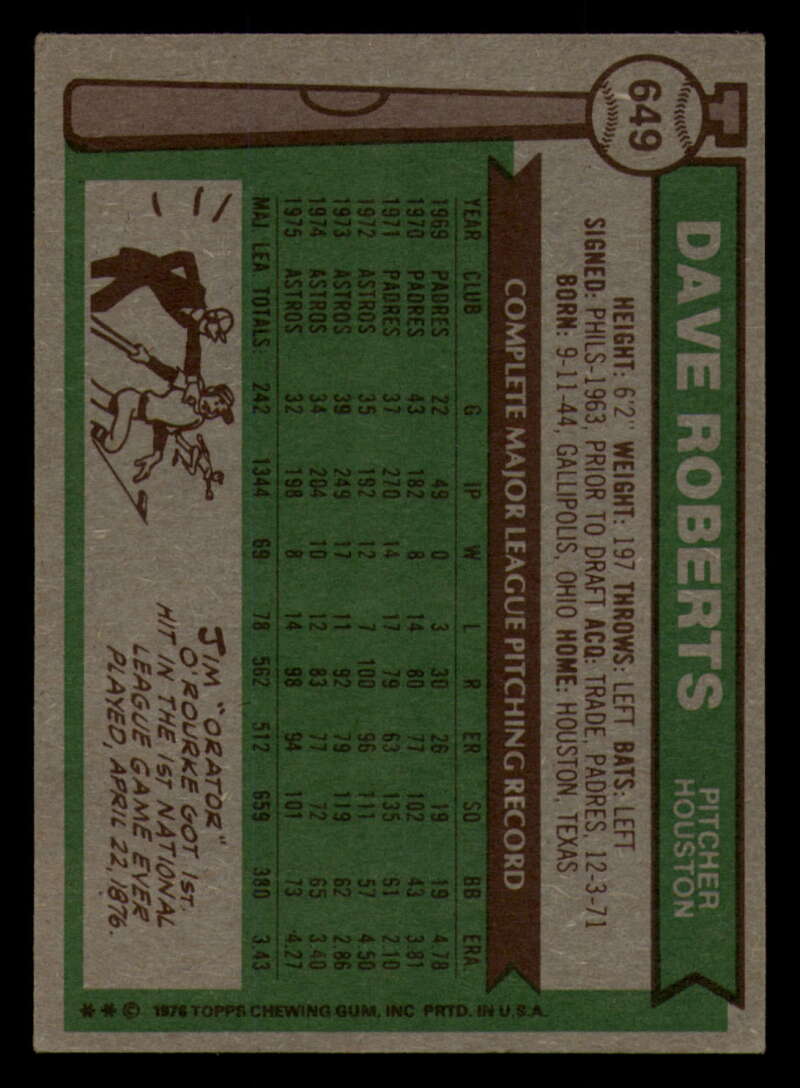 649
DAVE ROBERTS
PITCHER
HOUSTON
HEIGHT: 6'2" WEIGHT: 197 THROWS: LEFT BATS: LEFT
SIGNED: PHILS-1963, PRIOR TO DRAFT ACQ: TRADE, PADRES, 12-3-71
BORN: 9-11-44, GALLIPOLIS, OHIO HOME: HOUSTON, TEXAS
COMPLETE MAJOR LEAGUE PITCHING RECORD
YEAR CLUB G IP W L R ER SO BB ERA
1969 PADRES 22 49 0 3 30 26 19 19 4.78
1970 PADRES 43 182 8 14 80 77 102 43 3.81
1971 PADRES 37 270 14 17 79 63 135 61 2.10
1972 ASTROS 35 192 12 7 100 96 111 57 4.50
1973 ASTROS 39 249 17 11 92 79 119 62 2.86
1974 ASTROS 34 204 10 12 83 77 72 65 3.40
1975 ASTROS 32 198 8 14 98 94 101 73 4.27
MAJ LEA TOTALS: 242 1344 69 78 562 512 659 380 3.43
JIM "ORATOR"
O'ROURKE GOT 1ST.
HIT IN THE 1ST NATIONAL
LEAGUE GAME EVER
PLAYED, APRIL 22, 1876.
** © 1976 TOPPS CHEWING GUM, INC PRTD. IN U.S.A.